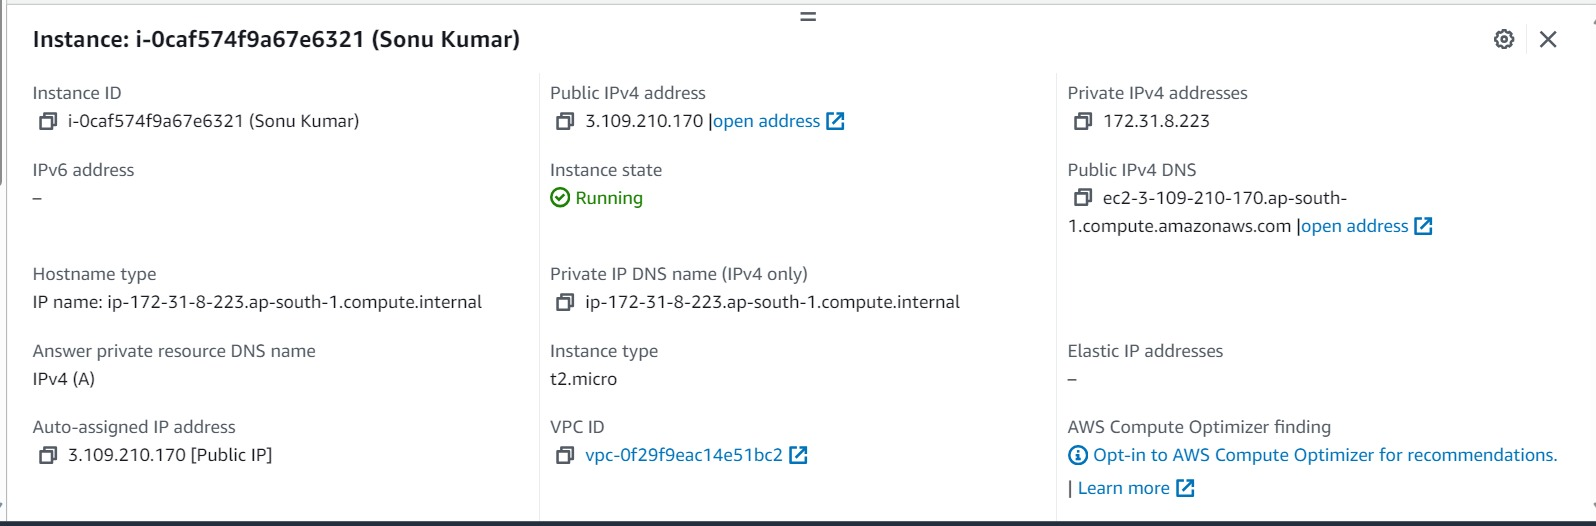 Instance: i-0caf574f9a67e6321 (Sonu Kumar)
Instance ID
i-0caf574f9a67e6321 (Sonu Kumar)
Public IPv4 address
3.109.210.170 |open address
Private IPv4 addresses
172.31.8.223
IPv6 address
–
Instance state
Running
Public IPv4 DNS
ec2-3-109-210-170.ap-south-
1.compute.amazonaws.com |open address
Hostname type
IP name: ip-172-31-8-223.ap-south-1.compute.internal
Private IP DNS name (IPv4 only)
ip-172-31-8-223.ap-south-1.compute.internal
Answer private resource DNS name
IPv4 (A)
Instance type
t2.micro
Elastic IP addresses
–
Auto-assigned IP address
3.109.210.170 [Public IP]
VPC ID
vpc-0f29f9eac14e51bc2
AWS Compute Optimizer finding
Opt-in to AWS Compute Optimizer for recommendations.
| Learn more